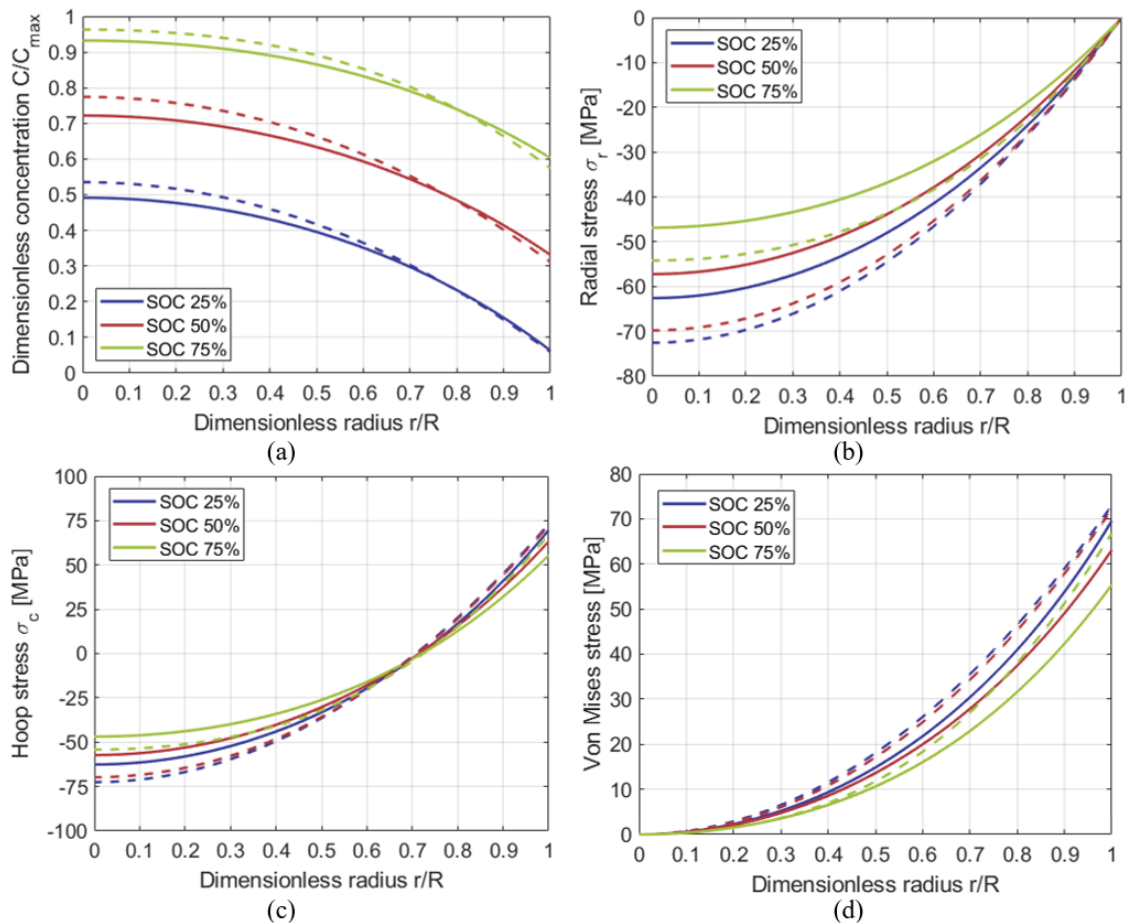 Dimensionless concentration C/C_max
1
0.9
0.8
0.7
0.6
0.5
0.4
0.3
0.2
0.1
0
SOC 25%
SOC 50%
SOC 75%
0 0.1 0.2 0.3 0.4 0.5 0.6 0.7 0.8 0.9 1
Dimensionless radius r/R
(a)
Radial stress σ_r [MPa]
0
-10
-20
-30
-40
-50
-60
-70
-80
SOC 25%
SOC 50%
SOC 75%
0 0.1 0.2 0.3 0.4 0.5 0.6 0.7 0.8 0.9 1
Dimensionless radius r/R
(b)
Hoop stress σ_c [MPa]
100
75
50
25
0
-25
-50
-75
-100
SOC 25%
SOC 50%
SOC 75%
0 0.1 0.2 0.3 0.4 0.5 0.6 0.7 0.8 0.9 1
Dimensionless radius r/R
(c)
Von Mises stress [MPa]
80
70
60
50
40
30
20
10
0
SOC 25%
SOC 50%
SOC 75%
0 0.1 0.2 0.3 0.4 0.5 0.6 0.7 0.8 0.9 1
Dimensionless radius r/R
(d)